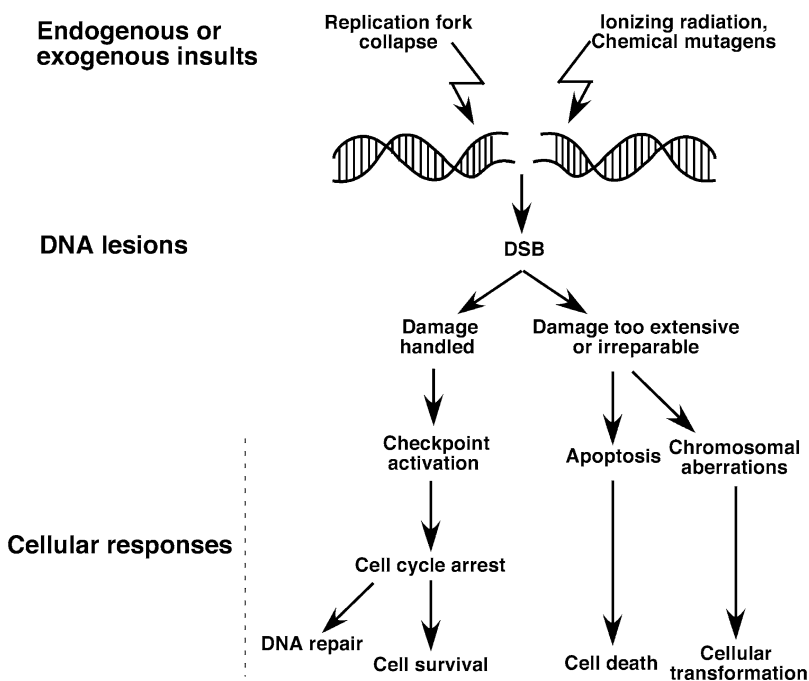 Endogenous or
exogenous insults
Replication fork
collapse
Ionizing radiation,
Chemical mutagens
DNA lesions
DSB
Damage
handled
Damage too extensive
or irreparable
Checkpoint
activation
Apoptosis
Chromosomal
aberrations
Cellular responses
Cell cycle arrest
DNA repair
Cell survival
Cell death
Cellular
transformation